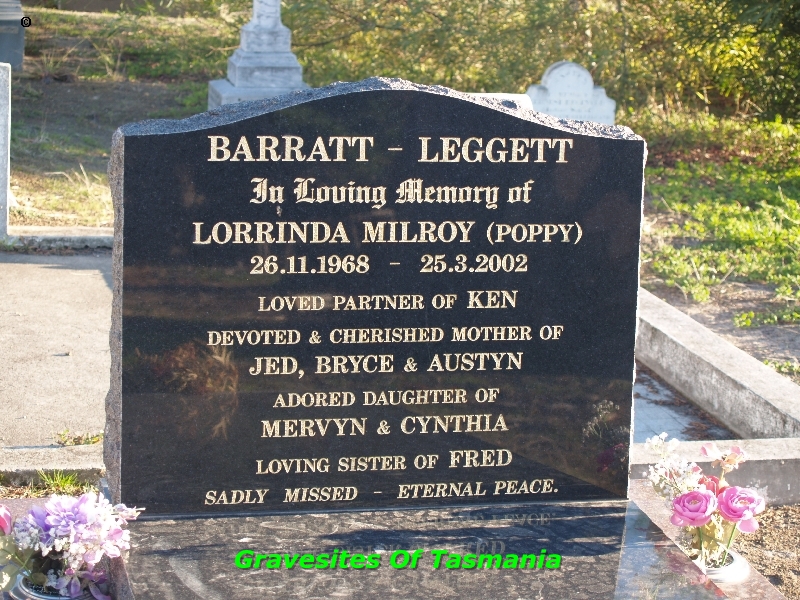 ©
BARRATT - LEGGETT
In Loving Memory of
LORRINDA MILROY (POPPY)
26.11.1968 - 25.3.2002
LOVED PARTNER OF KEN
DEVOTED & CHERISHED MOTHER OF
JED, BRYCE & AUSTYN
ADORED DAUGHTER OF
MERVYN & CYNTHIA
LOVING SISTER OF FRED
SADLY MISSED - ETERNAL PEACE.
Gravesites Of Tasmania